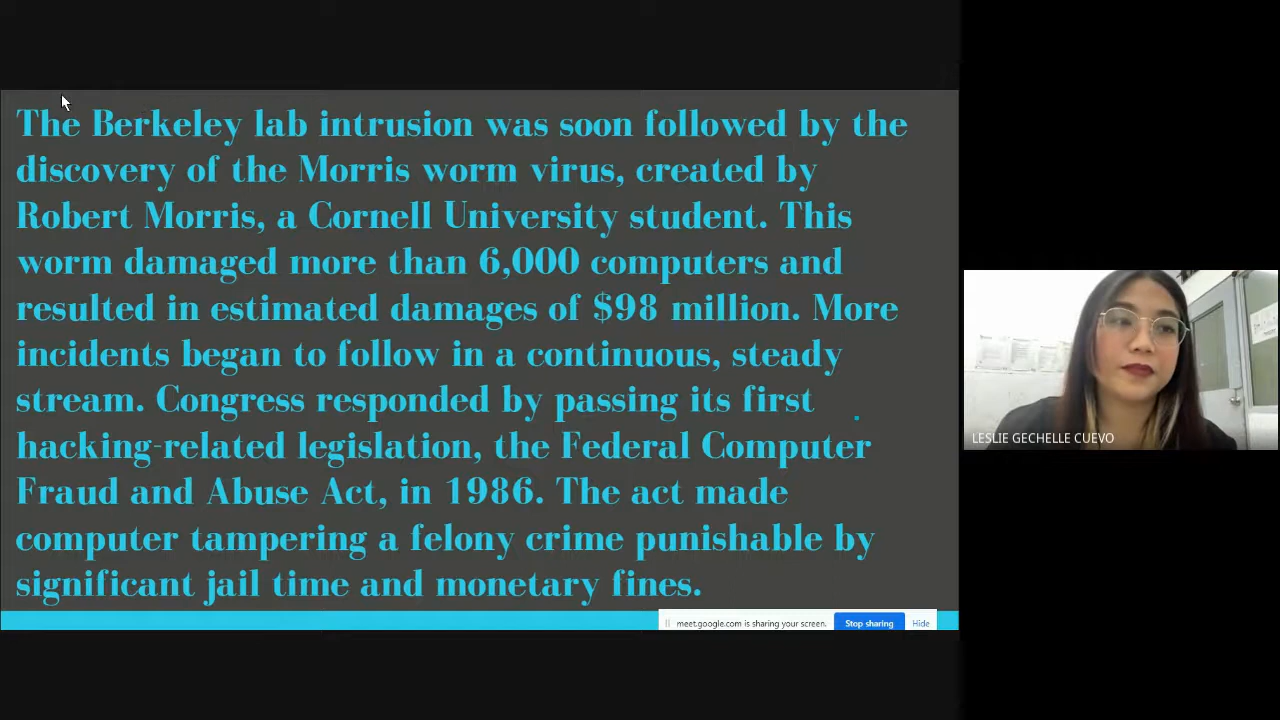 The Berkeley lab intrusion was soon followed by the
discovery of the Morris worm virus, created by
Robert Morris, a Cornell University student. This
worm damaged more than 6,000 computers and
resulted in estimated damages of $98 million. More
incidents began to follow in a continuous, steady
stream. Congress responded by passing its first
hacking-related legislation, the Federal Computer
Fraud and Abuse Act, in 1986. The act made
computer tampering a felony crime punishable by
significant jail time and monetary fines.
meet.google.com is sharing your screen. Stop sharing Hide
LESLIE GECHELLE CUEVO